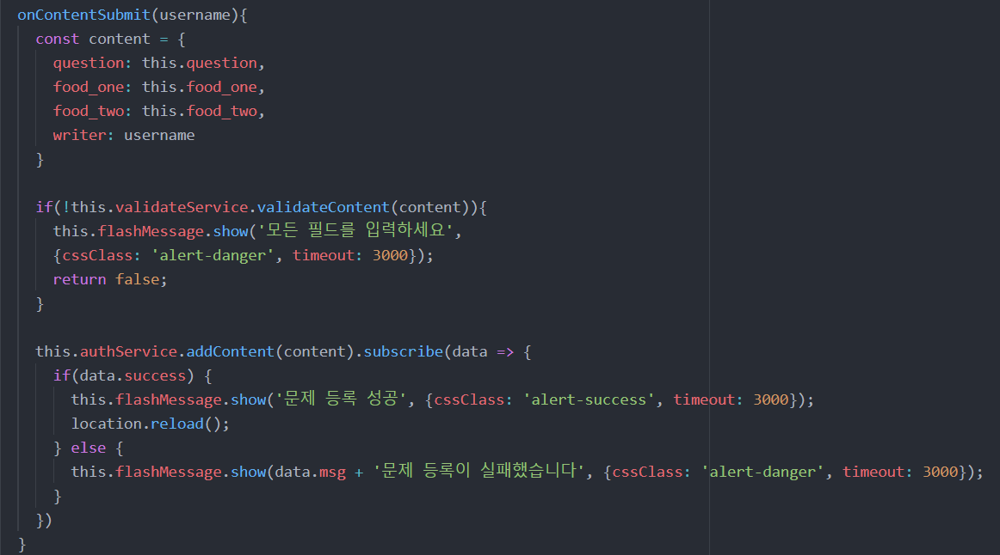 onContentSubmit(username){
const content = {
question: this.question,
food_one: this.food_one,
food_two: this.food_two,
writer: username
}
if(!this.validateService.validateContent(content)){
this.flashMessage.show('모든 필드를 입력하세요',
{cssClass: 'alert-danger', timeout: 3000});
return false;
}
this.authService.addContent(content).subscribe(data => {
if(data.success) {
this.flashMessage.show('문제 등록 성공', {cssClass: 'alert-success', timeout: 3000});
location.reload();
} else {
this.flashMessage.show(data.msg + '문제 등록이 실패했습니다', {cssClass: 'alert-danger', timeout: 3000});
}
})
}